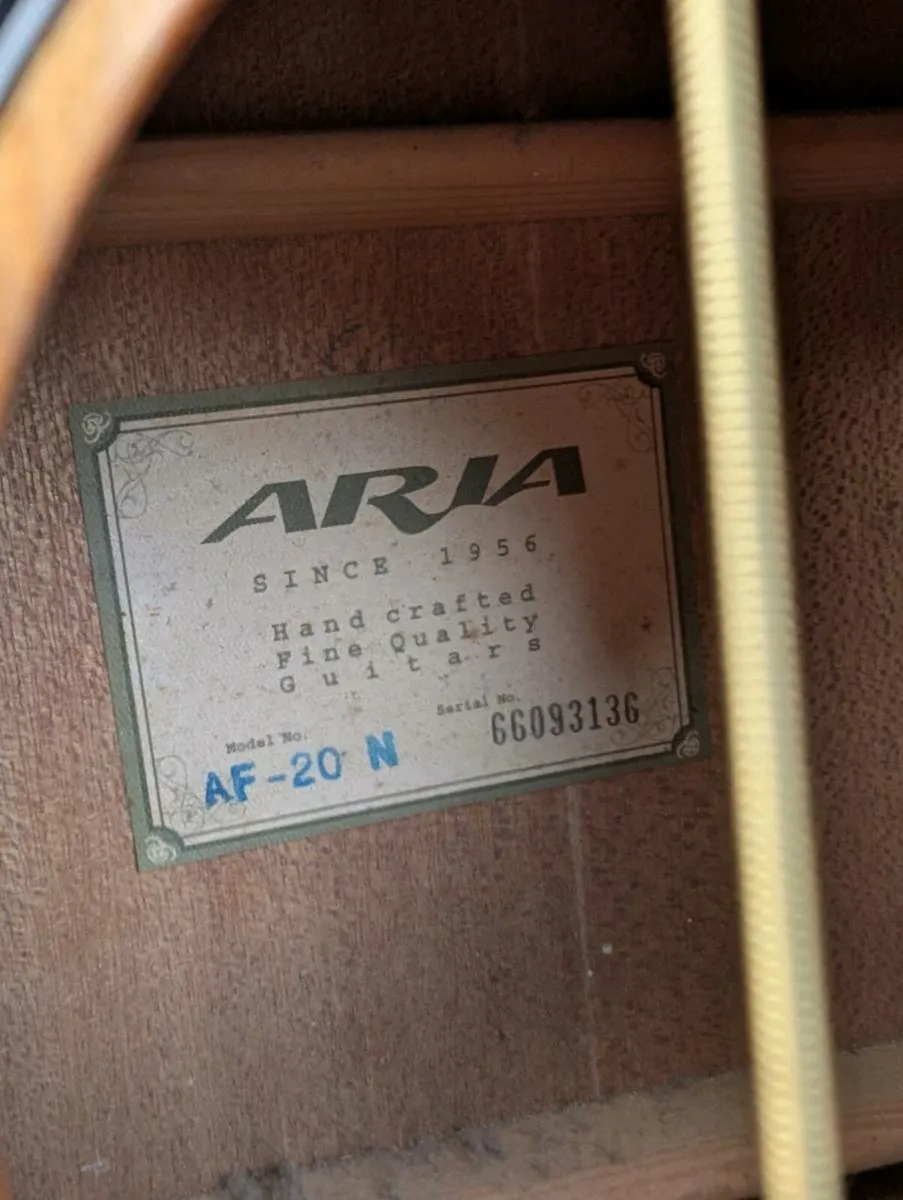 ARIA
SINCE 1956
Hand crafted
Fine Quality
Guitars
Model No.
AF-20 N
Serial No.
66093136